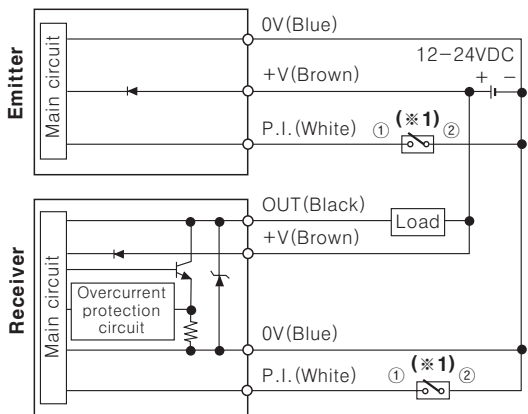 Emitter
Main circuit
0V(Blue)
12-24VDC
+ -
+V(Brown)
P.I.(White) ① (※1) ②
Receiver
Main circuit
OUT(Black)
Load
+V(Brown)
Overcurrent
protection
circuit
0V(Blue)
P.I.(White) ① (※1) ②